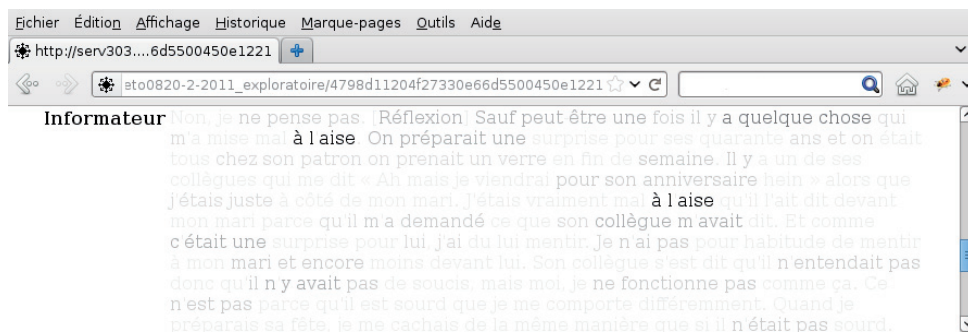 Fichier Édition Affichage Historique Marque-pages Outils Aide
http://serv303....6d5500450e1221
eto0820-2-2011_exploratoire/4798d11204f27330e66d5500450e1221
Informateur Non, je ne pense pas. [Réflexion] Sauf peut être une fois il y a quelque chose qui
m'a mise mal à l aise. On préparait une surprise pour ses quarante ans et on était
tous chez son patron on prenait un verre en fin de semaine. Il y a un de ses
collègues qui me dit « Ah mais je viendrai pour son anniversaire hein » alors que
j'étais juste à côté de mon mari. J'étais vraiment mal à l aise qu'il l'ait dit devant
mon mari parce qu'il m a demandé ce que son collègue m avait dit. Et comme
c était une surprise pour lui, j'ai du lui mentir. Je n ai pas pour habitude de mentir
à mon mari et encore moins devant lui. Son collègue s'est dit qu'il n entendait pas
donc qu'il n y avait pas de soucis, mais moi, je ne fonctionne pas comme ça. Ce
n est pas parce qu'il est sourd que je me comporte différemment. Quand je
préparais sa fête, je me cachais de la même manière que si il n était pas sourd.